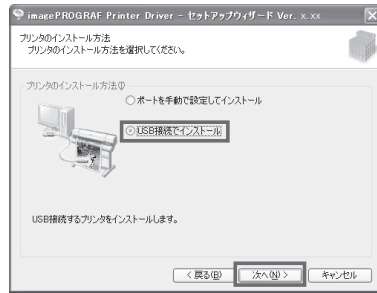 imagePROGRAF Printer Driver - セットアップウィザード Ver. x.xx
プリンタのインストール方法
プリンタのインストール方法を選択してください。
プリンタのインストール方法①
ポートを手動で設定してインストール
USB接続でインストール
USB接続するプリンタをインストールします。
< 戻る(B)
次へ(N) >
キャンセル